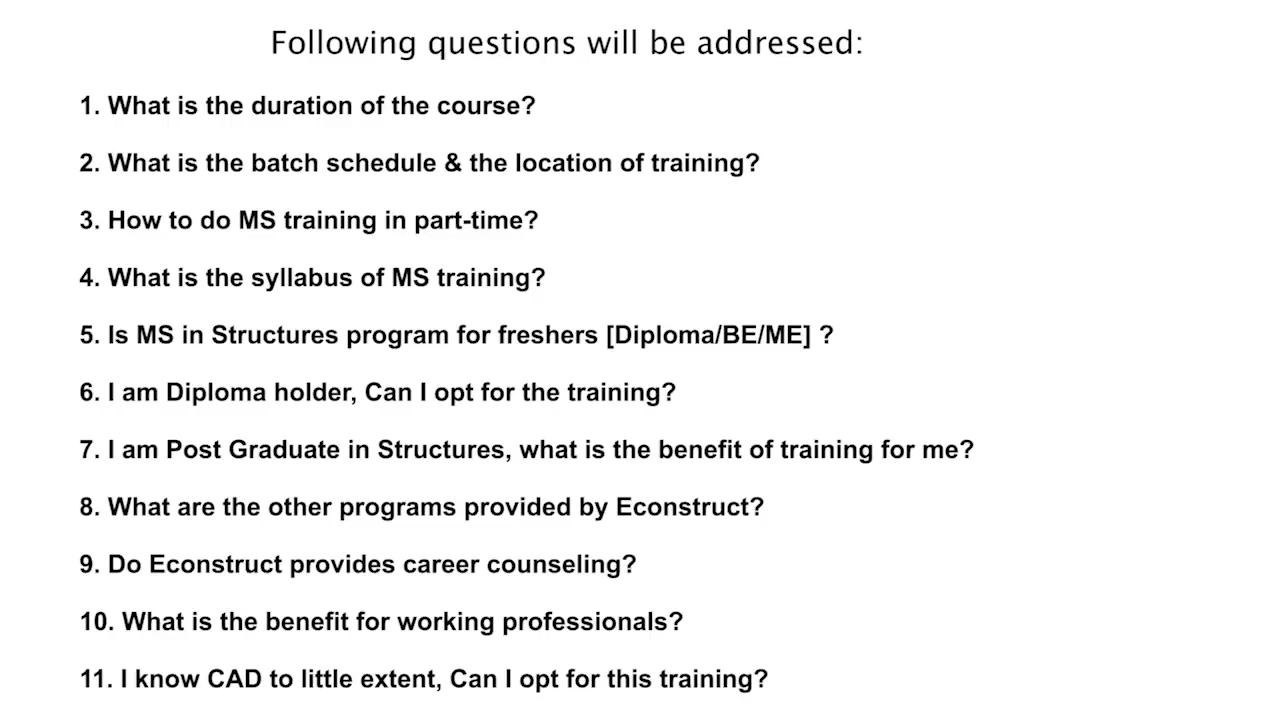 Following questions will be addressed:
1. What is the duration of the course?
2. What is the batch schedule & the location of training?
3. How to do MS training in part-time?
4. What is the syllabus of MS training?
5. Is MS in Structures program for freshers [Diploma/BE/ME] ?
6. I am Diploma holder, Can I opt for the training?
7. I am Post Graduate in Structures, what is the benefit of training for me?
8. What are the other programs provided by Econstruct?
9. Do Econstruct provides career counseling?
10. What is the benefit for working professionals?
11. I know CAD to little extent, Can I opt for this training?